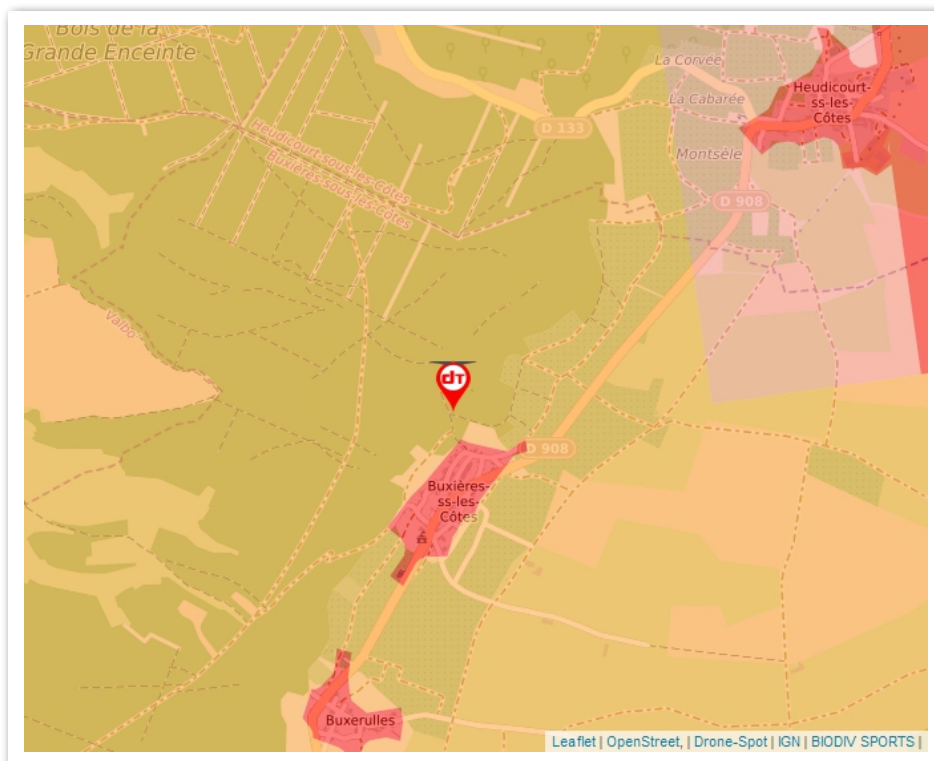 Bois de la
Grande Enceinte
La Corvée
Heudicourt-
ss-les-
Côtes
La Cabarée
D 133
Heudicourt-sous-les-Côtes
Buxières-sous-les-Côtes
Montsèle
D 908
Valbo
dT
D 908
Buxières-
ss-les-
Côtes
Buxerulles
Leaflet | OpenStreet, | Drone-Spot | IGN | BIODIV SPORTS |